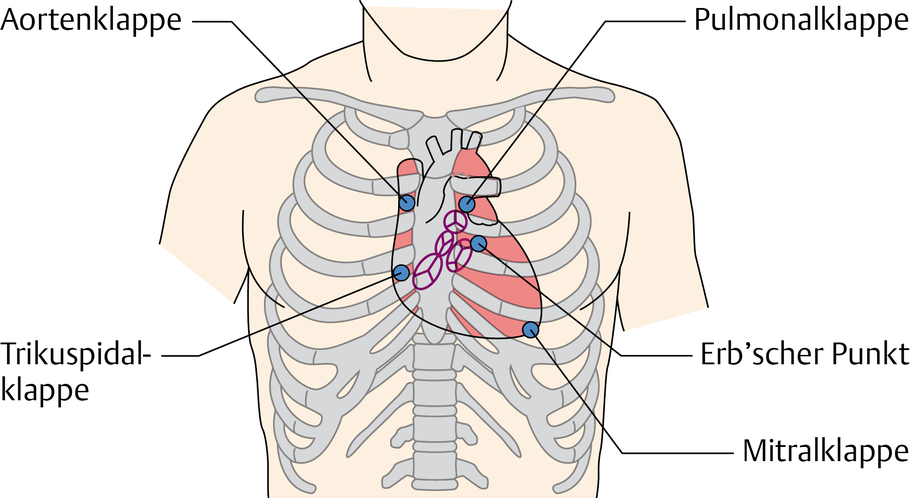 Aortenklappe
Pulmonalklappe
Trikuspidal-
klappe
Erb’scher Punkt
Mitralklappe